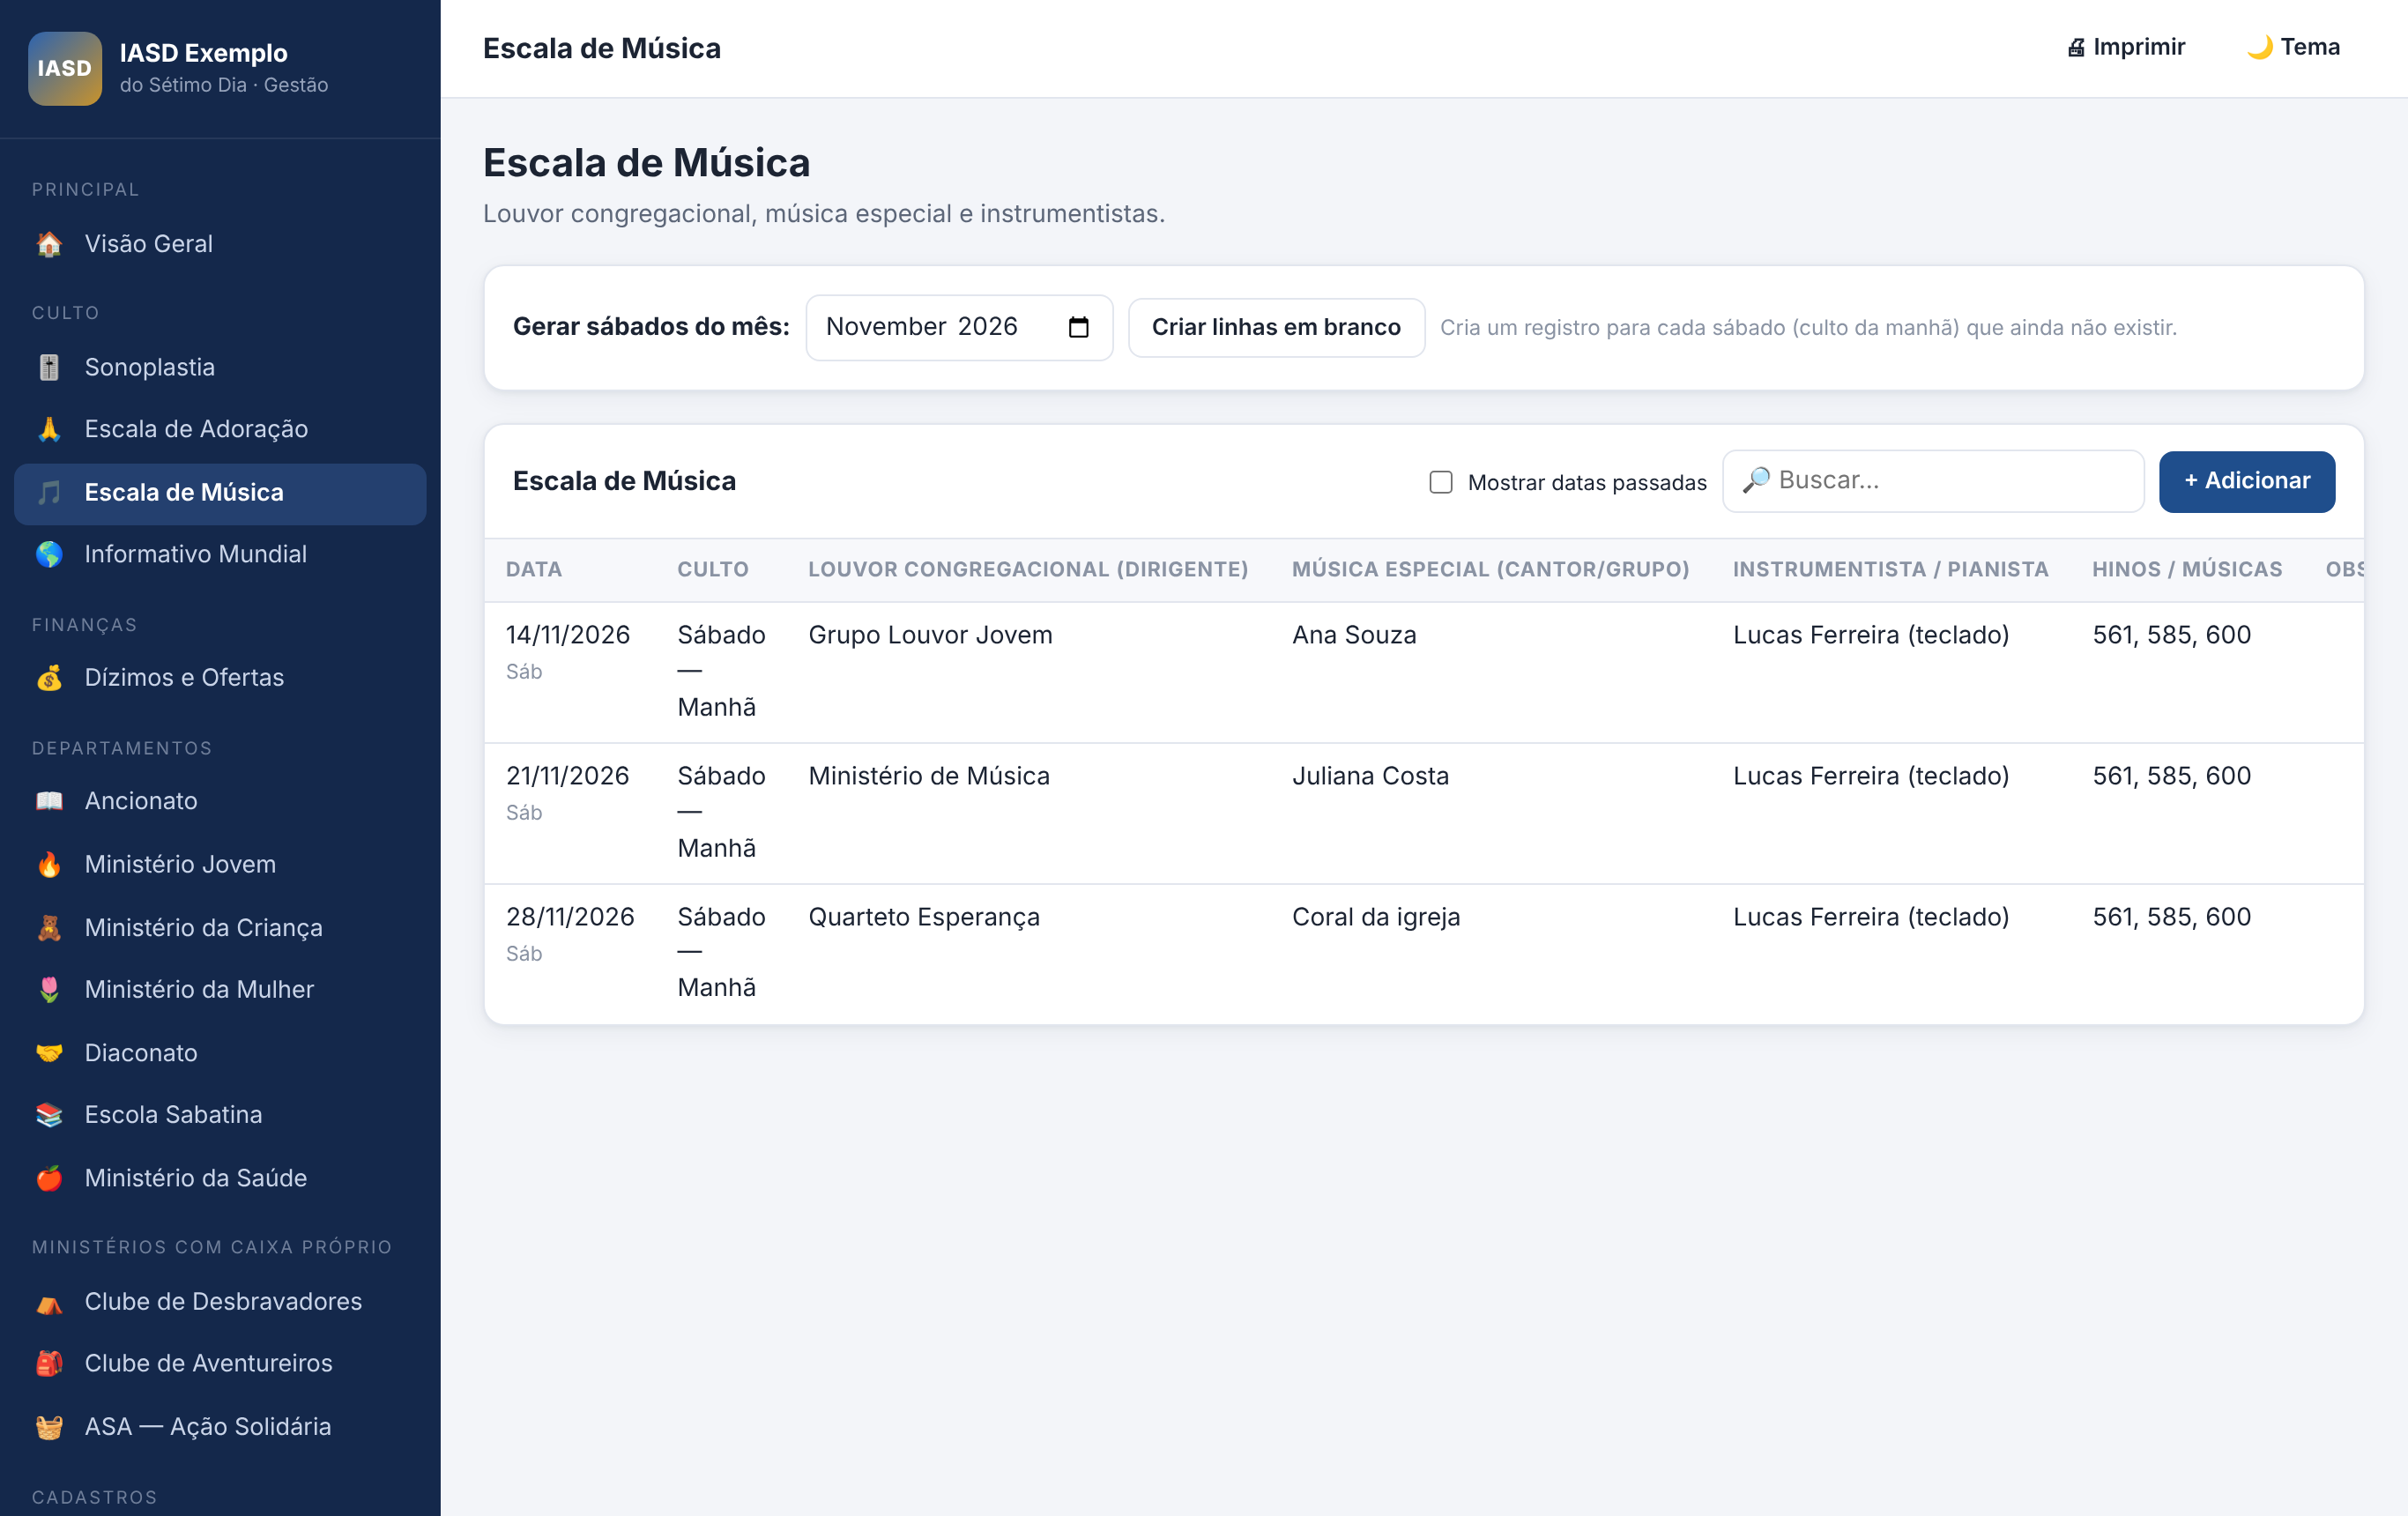 IASD
IASD Exemplo
do Sétimo Dia · Gestão
PRINCIPAL
Visão Geral
CULTO
Sonoplastia
Escala de Adoração
Escala de Música
Informativo Mundial
FINANÇAS
Dízimos e Ofertas
DEPARTAMENTOS
Ancionato
Ministério Jovem
Ministério da Criança
Ministério da Mulher
Diaconato
Escola Sabatina
Ministério da Saúde
MINISTÉRIOS COM CAIXA PRÓPRIO
Clube de Desbravadores
Clube de Aventureiros
ASA — Ação Solidária
CADASTROS
Escala de Música
Imprimir
Tema
Escala de Música
Louvor congregacional, música especial e instrumentistas.
Gerar sábados do mês: November 2026 Criar linhas em branco Cria um registro para cada sábado (culto da manhã) que ainda não existir.
Escala de Música
Mostrar datas passadas
Buscar...
+ Adicionar
DATA CULTO LOUVOR CONGREGACIONAL (DIRIGENTE) MÚSICA ESPECIAL (CANTOR/GRUPO) INSTRUMENTISTA / PIANISTA HINOS / MÚSICAS OBS
14/11/2026 Sábado Grupo Louvor Jovem Ana Souza Lucas Ferreira (teclado) 561, 585, 600
Sáb —
Manhã
21/11/2026 Sábado Ministério de Música Juliana Costa Lucas Ferreira (teclado) 561, 585, 600
Sáb —
Manhã
28/11/2026 Sábado Quarteto Esperança Coral da igreja Lucas Ferreira (teclado) 561, 585, 600
Sáb —
Manhã